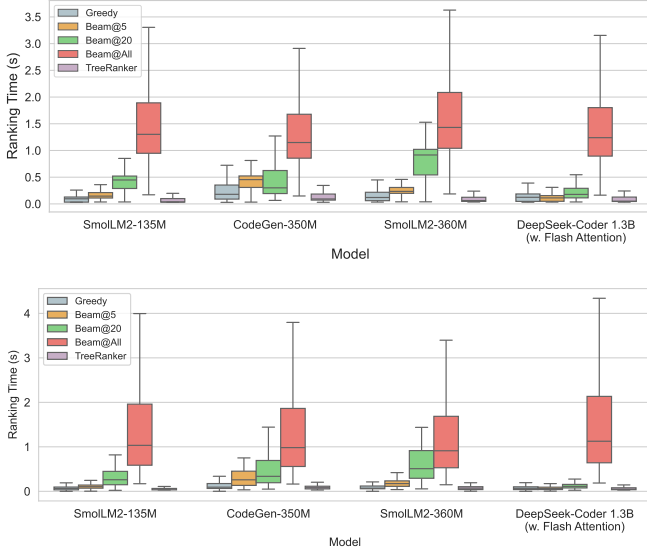 Ranking Time (s)
3.5
3.0
2.5
2.0
1.5
1.0
0.5
0.0
Greedy
Beam@5
Beam@20
Beam@All
TreeRanker
SmolLM2-135M
CodeGen-350M
SmolLM2-360M
DeepSeek-Coder 1.3B
(w. Flash Attention)
Model
Ranking Time (s)
4
3
2
1
0
Greedy
Beam@5
Beam@20
Beam@All
TreeRanker
SmolLM2-135M
CodeGen-350M
SmolLM2-360M
DeepSeek-Coder 1.3B
(w. Flash Attention)
Model